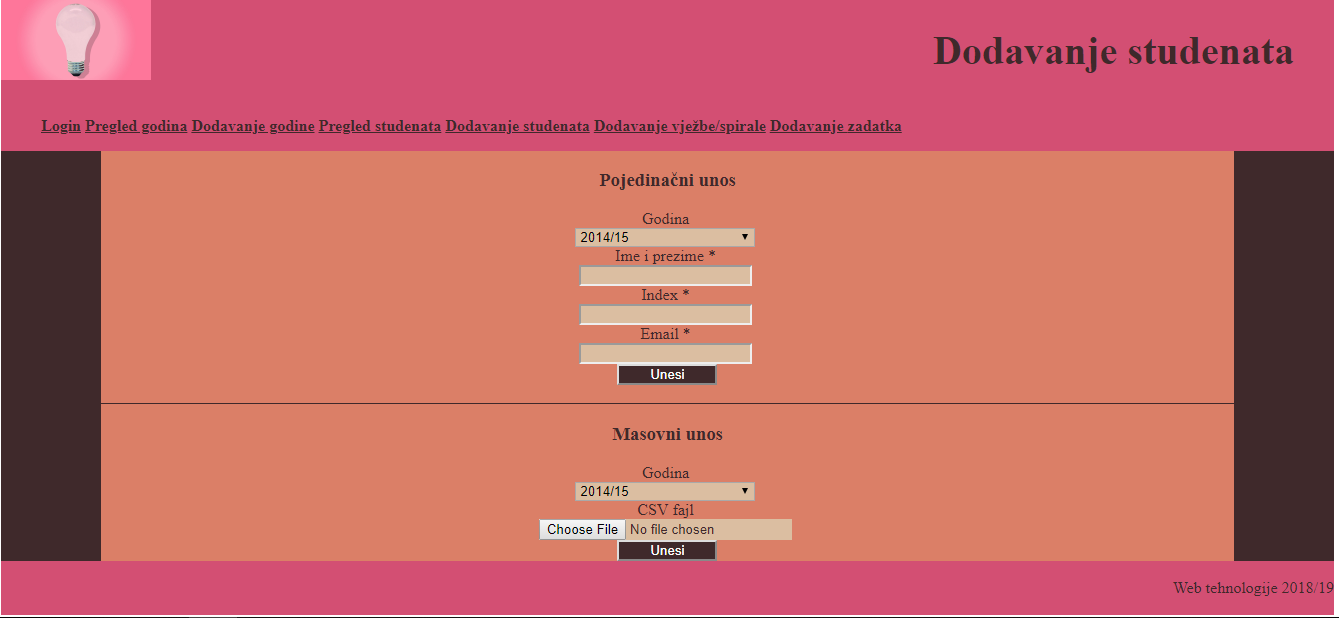 Dodavanje studenata
Login Pregled godina Dodavanje godine Pregled studenata Dodavanje studenata Dodavanje vježbe/spirale Dodavanje zadatka
Pojedinačni unos
Godina
2014/15
Ime i prezime *
Index *
Email *
Unesi
Masovni unos
Godina
2014/15
CSV fajl
Choose File No file chosen
Unesi
Web tehnologije 2018/19